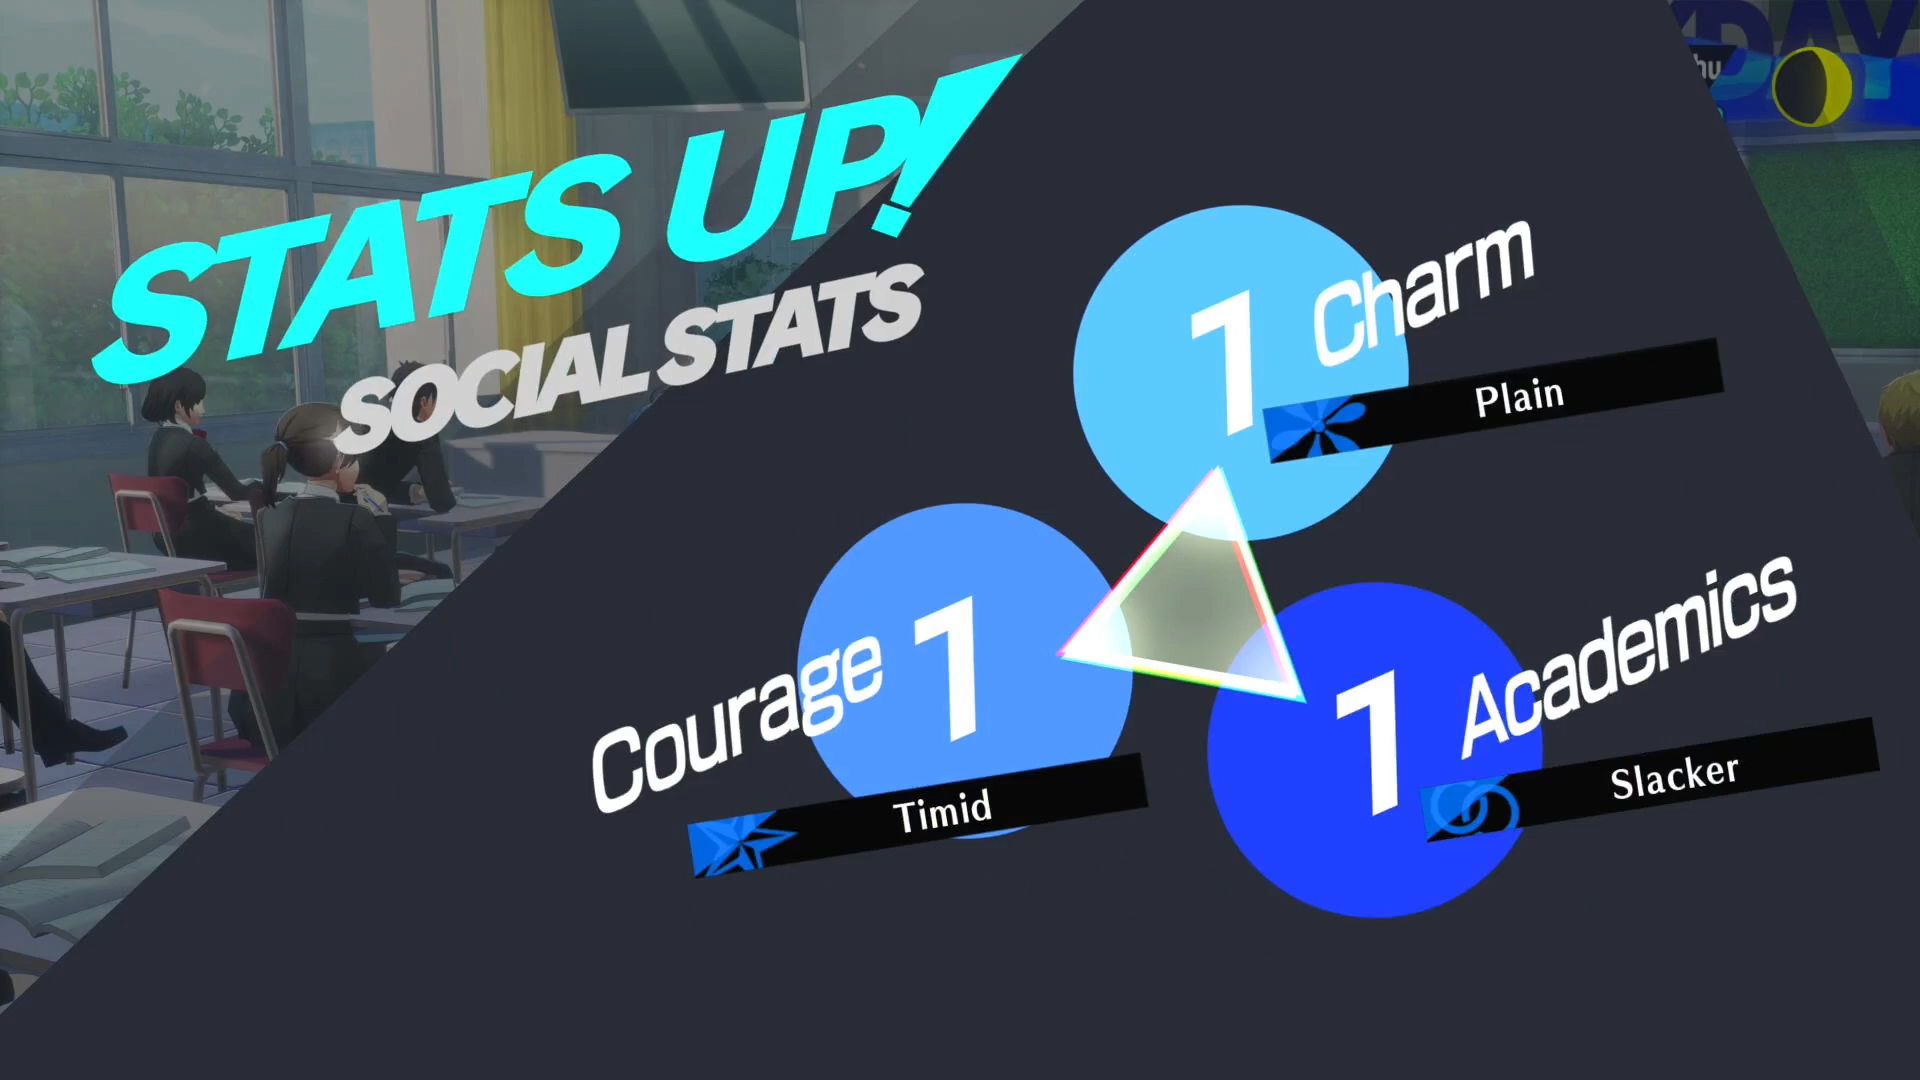 STATS UP!
SOCIAL STATS
1 Charm
Plain
Courage 1
Timid
1 Academics
Slacker